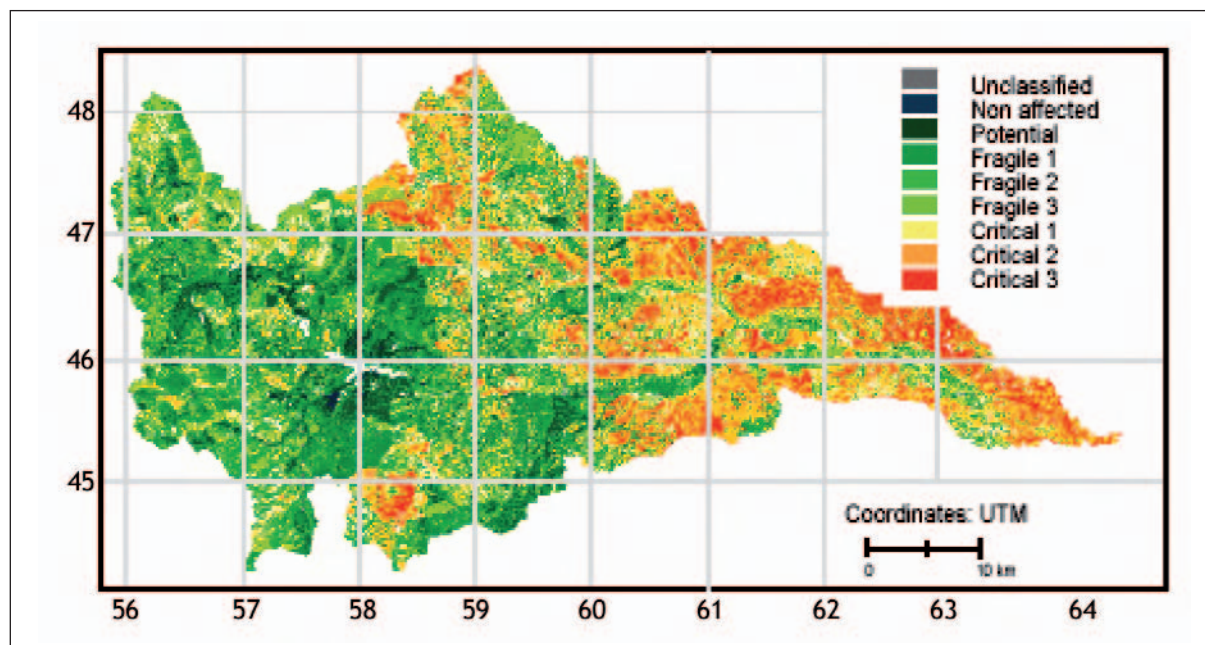 Unclassified
Non affected
Potential
Fragile 1
Fragile 2
Fragile 3
Critical 1
Critical 2
Critical 3
48
47
46
45
Coordinates: UTM
0 10 km
56 57 58 59 60 61 62 63 64